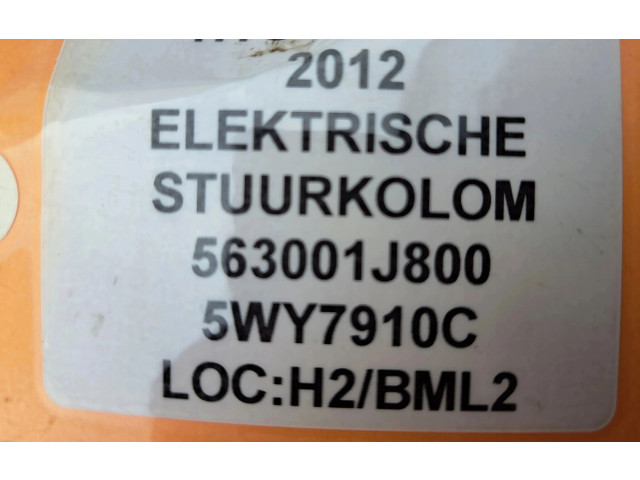 2012
ELEKTRISCHE
STUURKOLOM
563001J800
5WY7910C
LOC:H2/BML2